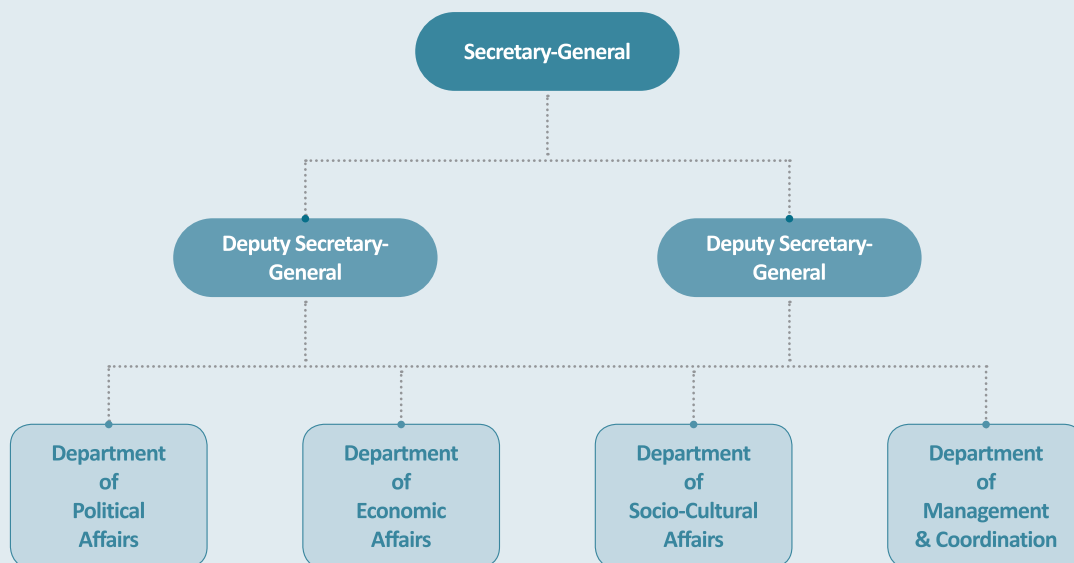 Secretary-General
Deputy Secretary-
General
Deputy Secretary-
General
Department
of
Political
Affairs
Department
of
Economic
Affairs
Department
of
Socio-Cultural
Affairs
Department
of
Management
& Coordination